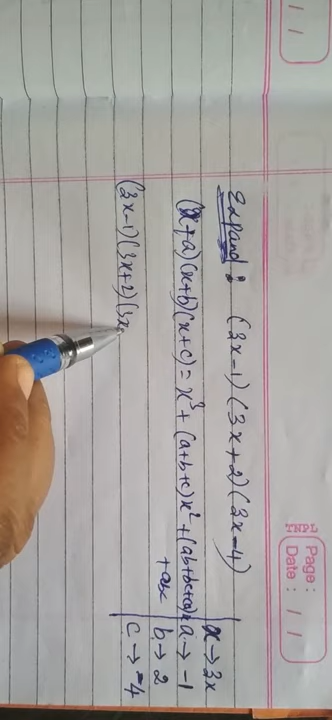 TNPL
Page : / /
Date : / /
Expand : (3x-1)(3x+2)(3x-4)
(x+a)(x+b)(x+c) = x³ + (a+b+c)x² + (ab+bc+ca)x
+abc
x → 3x
a → -1
b → 2
c → -4
(3x-1)(3x+2)(3x